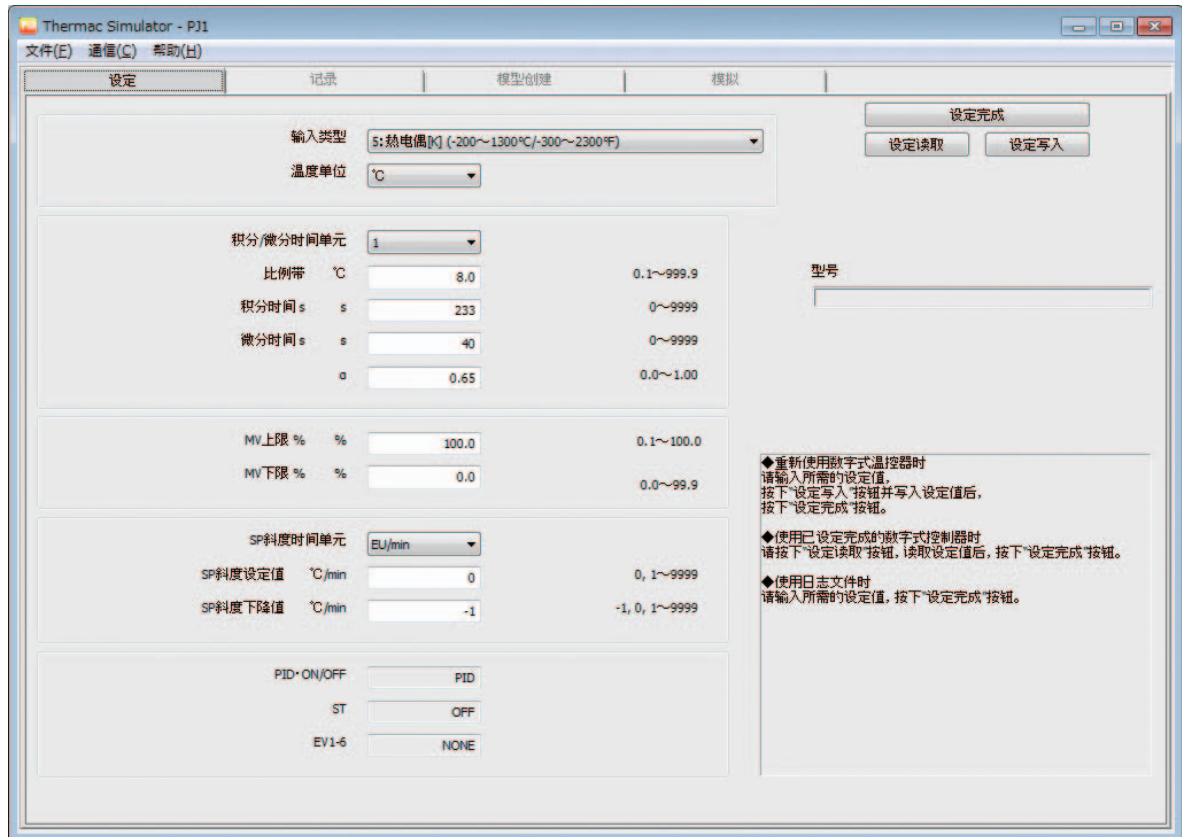 Thermac Simulator - PJ1
文件(F) 通信(C) 帮助(H)
设定 记录 模型创建 模拟
设定完成
设定读取 设定写入
输入类型 5:热电偶[K] (-200～1300℃/-300～2300℉)
温度单位 ℃
积分/微分时间单元 1
比例带 ℃ 8.0 0.1～999.9
积分时间 s s 233 0～9999
微分时间 s s 40 0～9999
α 0.65 0.0～1.00
型号
MV上限 % % 100.0 0.1～100.0
MV下限 % % 0.0 0.0～99.9
SP斜度时间单元 EU/min
SP斜度设定值 ℃/min 0 0, 1～9999
SP斜度下降值 ℃/min -1 -1, 0, 1～9999
PID･ON/OFF PID
ST OFF
EV1-6 NONE
◆重新使用数字式温控器时
请输入所需的设定值,
按下"设定写入"按钮并写入设定值后,
按下"设定完成"按钮。
◆使用已设定完成的数字式控制器时
请按下"设定读取"按钮, 读取设定值后, 按下"设定完成"按钮。
◆使用日志文件时
请输入所需的设定值, 按下"设定完成"按钮。